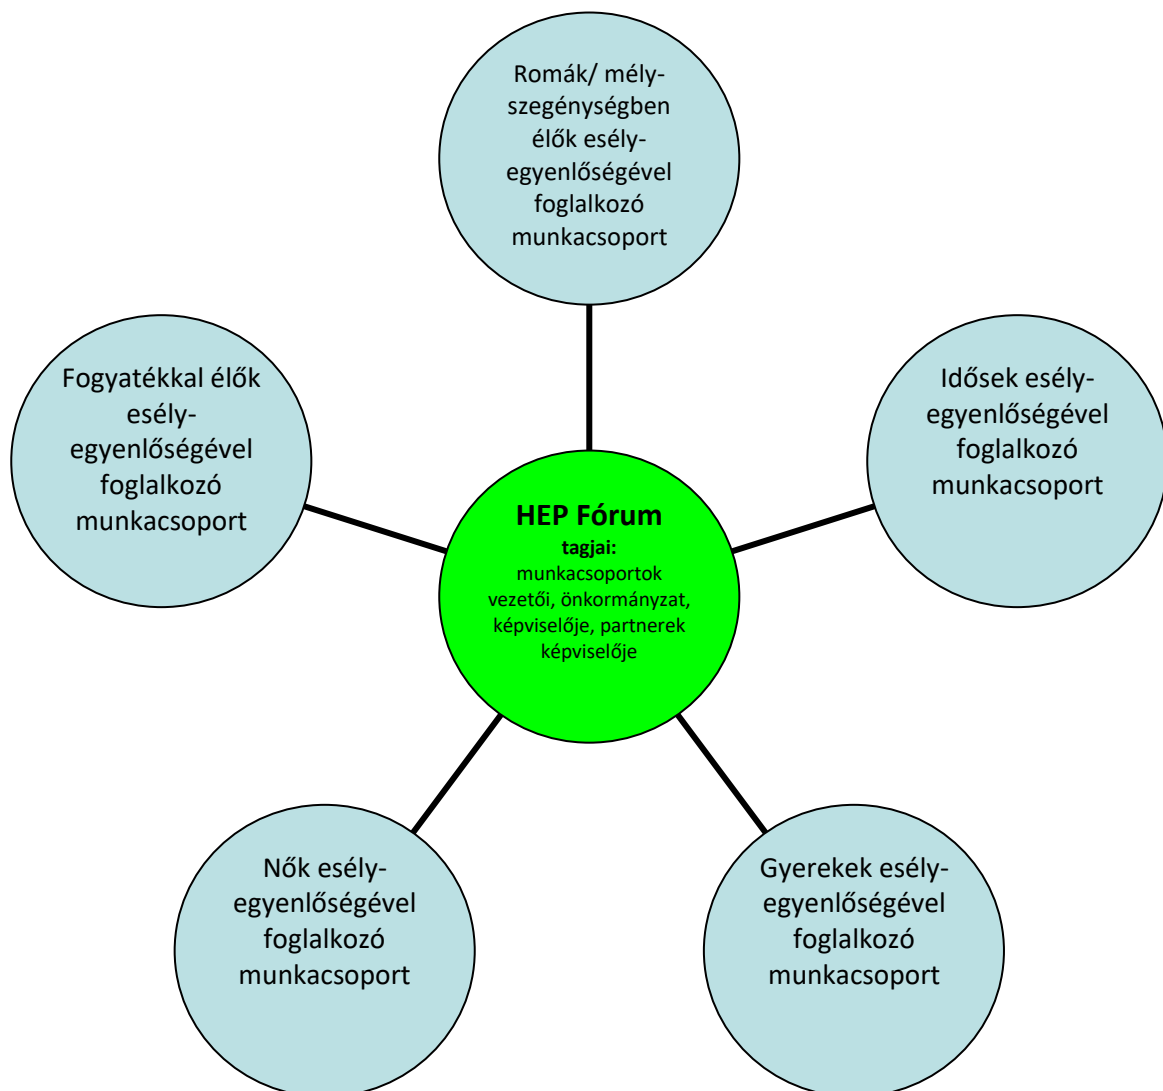 Romák/ mély-
szegénységben
élők esély-
egyenlőségével
foglalkozó
munkacsoport
Fogyatékkal élők
esély-
egyenlőségével
foglalkozó
munkacsoport
Idősek esély-
egyenlőségével
foglalkozó
munkacsoport
HEP Fórum
tagjai:
munkacsoportok
vezetői, önkormányzat,
képviselője, partnerek
képviselője
Nők esély-
egyenlőségével
foglalkozó
munkacsoport
Gyerekek esély-
egyenlőségével
foglalkozó
munkacsoport